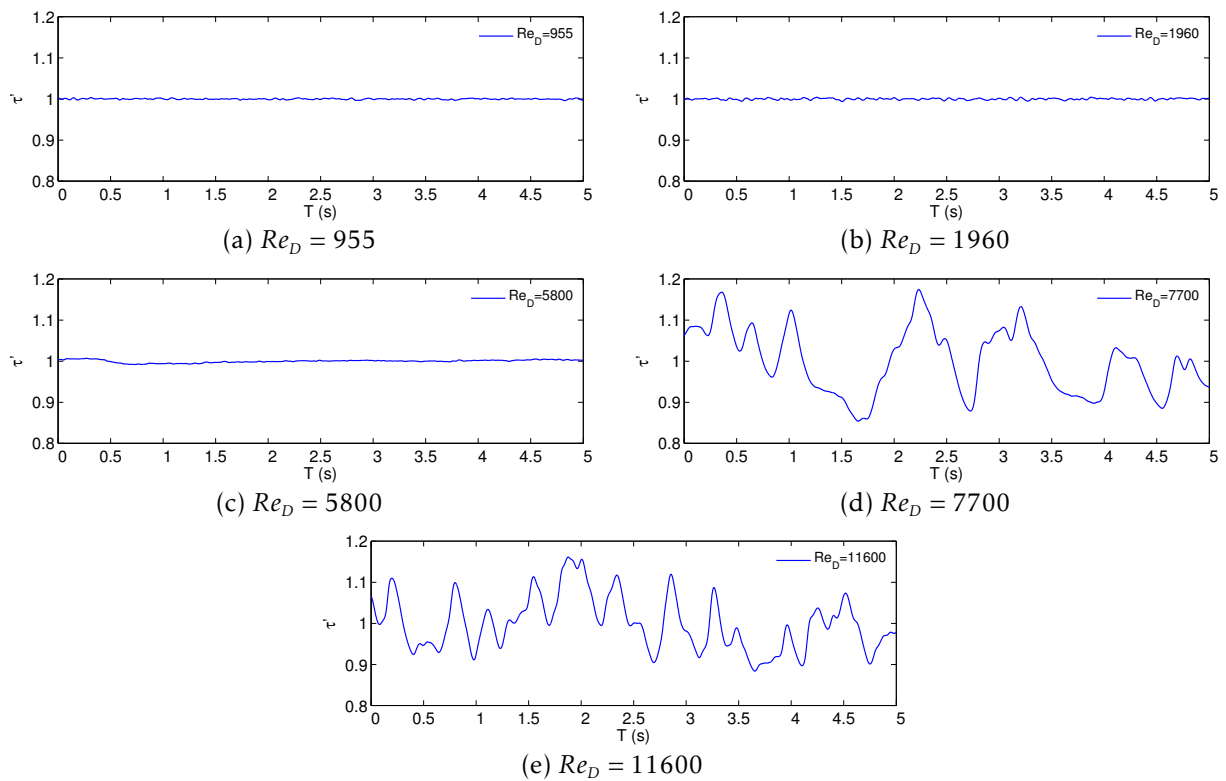 1.2
1.1
1
0.9
0.8
τ'
Re_D=955
0 0.5 1 1.5 2 2.5 3 3.5 4 4.5 5
T (s)
(a) Re_D = 955
1.2
1.1
1
0.9
0.8
τ'
Re_D=1960
0 0.5 1 1.5 2 2.5 3 3.5 4 4.5 5
T (s)
(b) Re_D = 1960
1.2
1.1
1
0.9
0.8
τ'
Re_D=5800
0 0.5 1 1.5 2 2.5 3 3.5 4 4.5 5
T (s)
(c) Re_D = 5800
1.2
1.1
1
0.9
0.8
τ'
Re_D=7700
0 0.5 1 1.5 2 2.5 3 3.5 4 4.5 5
T (s)
(d) Re_D = 7700
1.2
1.1
1
0.9
0.8
τ'
Re_D=11600
0 0.5 1 1.5 2 2.5 3 3.5 4 4.5 5
T (s)
(e) Re_D = 11600